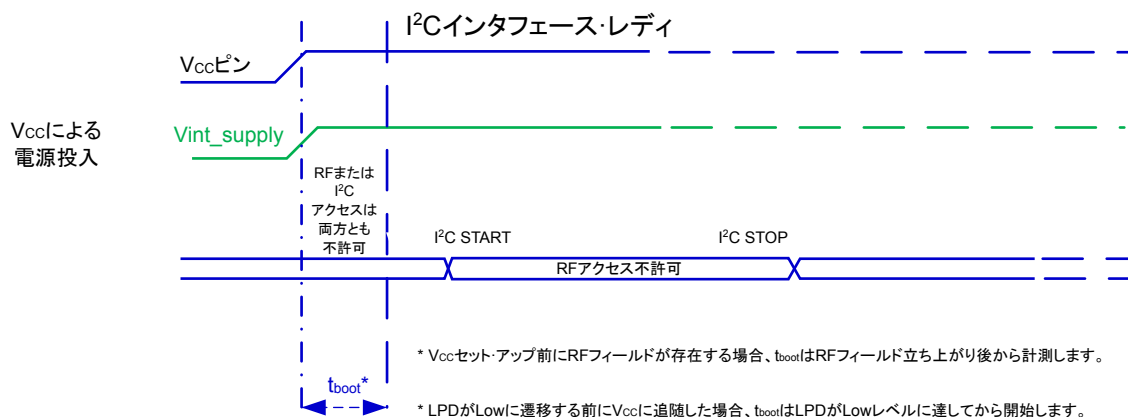 I²Cインタフェース・レディ
VCCピン
VCCによる
電源投入
Vint_supply
RFまたは
I²C
アクセスは
両方とも
不許可
I²C START
I²C STOP
RFアクセス不許可
* VCCセット・アップ前にRFフィールドが存在する場合、tbootはRFフィールド立ち上がり後から計測します。
tboot*
* LPDがLowに遷移する前にVCCに追随した場合、tbootはLPDがLowレベルに達してから開始します。